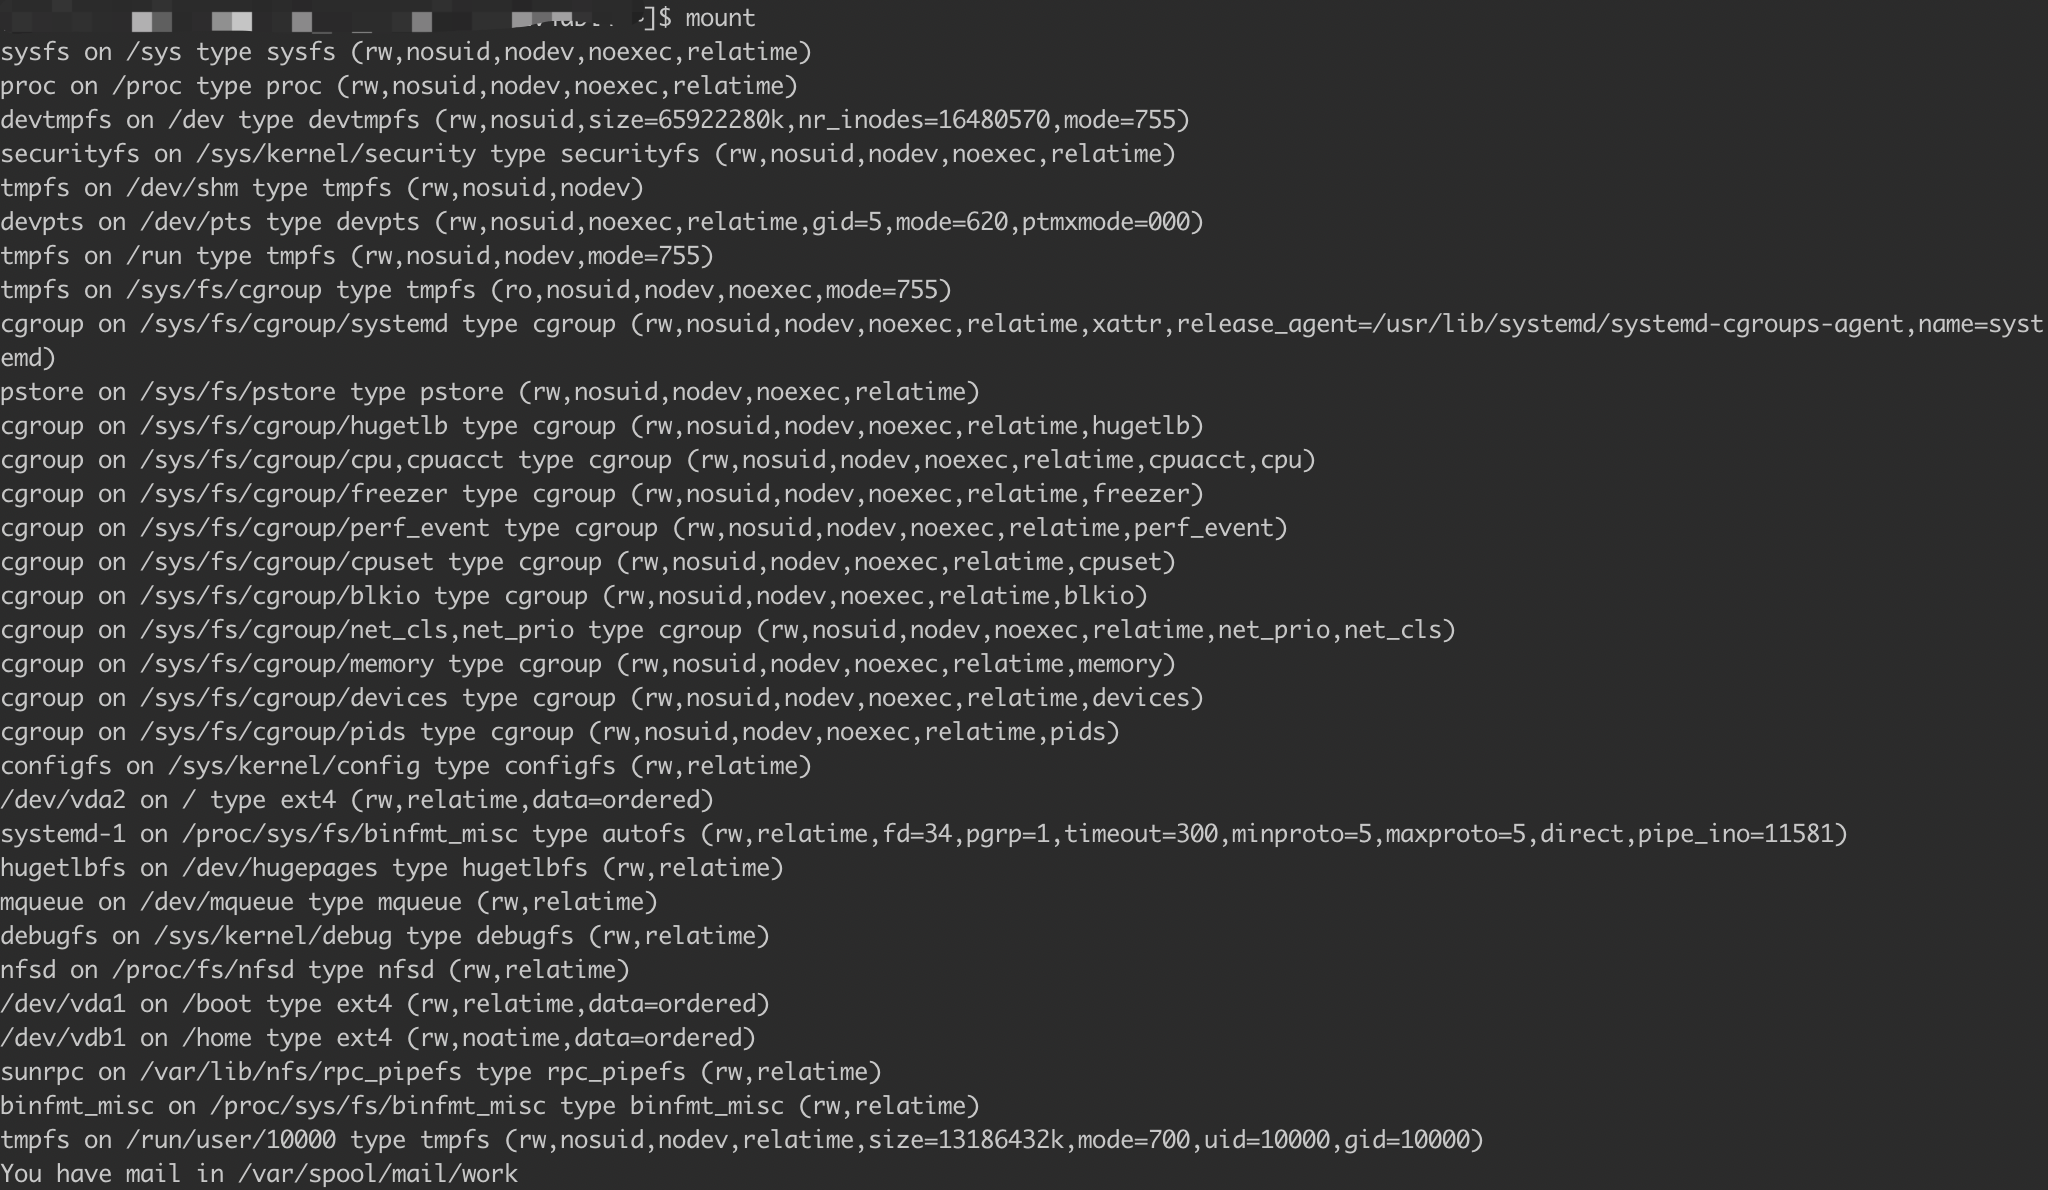 ]$ mount
sysfs on /sys type sysfs (rw,nosuid,nodev,noexec,relatime)
proc on /proc type proc (rw,nosuid,nodev,noexec,relatime)
devtmpfs on /dev type devtmpfs (rw,nosuid,size=65922280k,nr_inodes=16480570,mode=755)
securityfs on /sys/kernel/security type securityfs (rw,nosuid,nodev,noexec,relatime)
tmpfs on /dev/shm type tmpfs (rw,nosuid,nodev)
devpts on /dev/pts type devpts (rw,nosuid,noexec,relatime,gid=5,mode=620,ptmxmode=000)
tmpfs on /run type tmpfs (rw,nosuid,nodev,mode=755)
tmpfs on /sys/fs/cgroup type tmpfs (ro,nosuid,nodev,noexec,mode=755)
cgroup on /sys/fs/cgroup/systemd type cgroup (rw,nosuid,nodev,noexec,relatime,xattr,release_agent=/usr/lib/systemd/systemd-cgroups-agent,name=syst
emd)
pstore on /sys/fs/pstore type pstore (rw,nosuid,nodev,noexec,relatime)
cgroup on /sys/fs/cgroup/hugetlb type cgroup (rw,nosuid,nodev,noexec,relatime,hugetlb)
cgroup on /sys/fs/cgroup/cpu,cpuacct type cgroup (rw,nosuid,nodev,noexec,relatime,cpuacct,cpu)
cgroup on /sys/fs/cgroup/freezer type cgroup (rw,nosuid,nodev,noexec,relatime,freezer)
cgroup on /sys/fs/cgroup/perf_event type cgroup (rw,nosuid,nodev,noexec,relatime,perf_event)
cgroup on /sys/fs/cgroup/cpuset type cgroup (rw,nosuid,nodev,noexec,relatime,cpuset)
cgroup on /sys/fs/cgroup/blkio type cgroup (rw,nosuid,nodev,noexec,relatime,blkio)
cgroup on /sys/fs/cgroup/net_cls,net_prio type cgroup (rw,nosuid,nodev,noexec,relatime,net_prio,net_cls)
cgroup on /sys/fs/cgroup/memory type cgroup (rw,nosuid,nodev,noexec,relatime,memory)
cgroup on /sys/fs/cgroup/devices type cgroup (rw,nosuid,nodev,noexec,relatime,devices)
cgroup on /sys/fs/cgroup/pids type cgroup (rw,nosuid,nodev,noexec,relatime,pids)
configfs on /sys/kernel/config type configfs (rw,relatime)
/dev/vda2 on / type ext4 (rw,relatime,data=ordered)
systemd-1 on /proc/sys/fs/binfmt_misc type autofs (rw,relatime,fd=34,pgrp=1,timeout=300,minproto=5,maxproto=5,direct,pipe_ino=11581)
hugetlbfs on /dev/hugepages type hugetlbfs (rw,relatime)
mqueue on /dev/mqueue type mqueue (rw,relatime)
debugfs on /sys/kernel/debug type debugfs (rw,relatime)
nfsd on /proc/fs/nfsd type nfsd (rw,relatime)
/dev/vda1 on /boot type ext4 (rw,relatime,data=ordered)
/dev/vdb1 on /home type ext4 (rw,noatime,data=ordered)
sunrpc on /var/lib/nfs/rpc_pipefs type rpc_pipefs (rw,relatime)
binfmt_misc on /proc/sys/fs/binfmt_misc type binfmt_misc (rw,relatime)
tmpfs on /run/user/10000 type tmpfs (rw,nosuid,nodev,relatime,size=13186432k,mode=700,uid=10000,gid=10000)
You have mail in /var/spool/mail/work